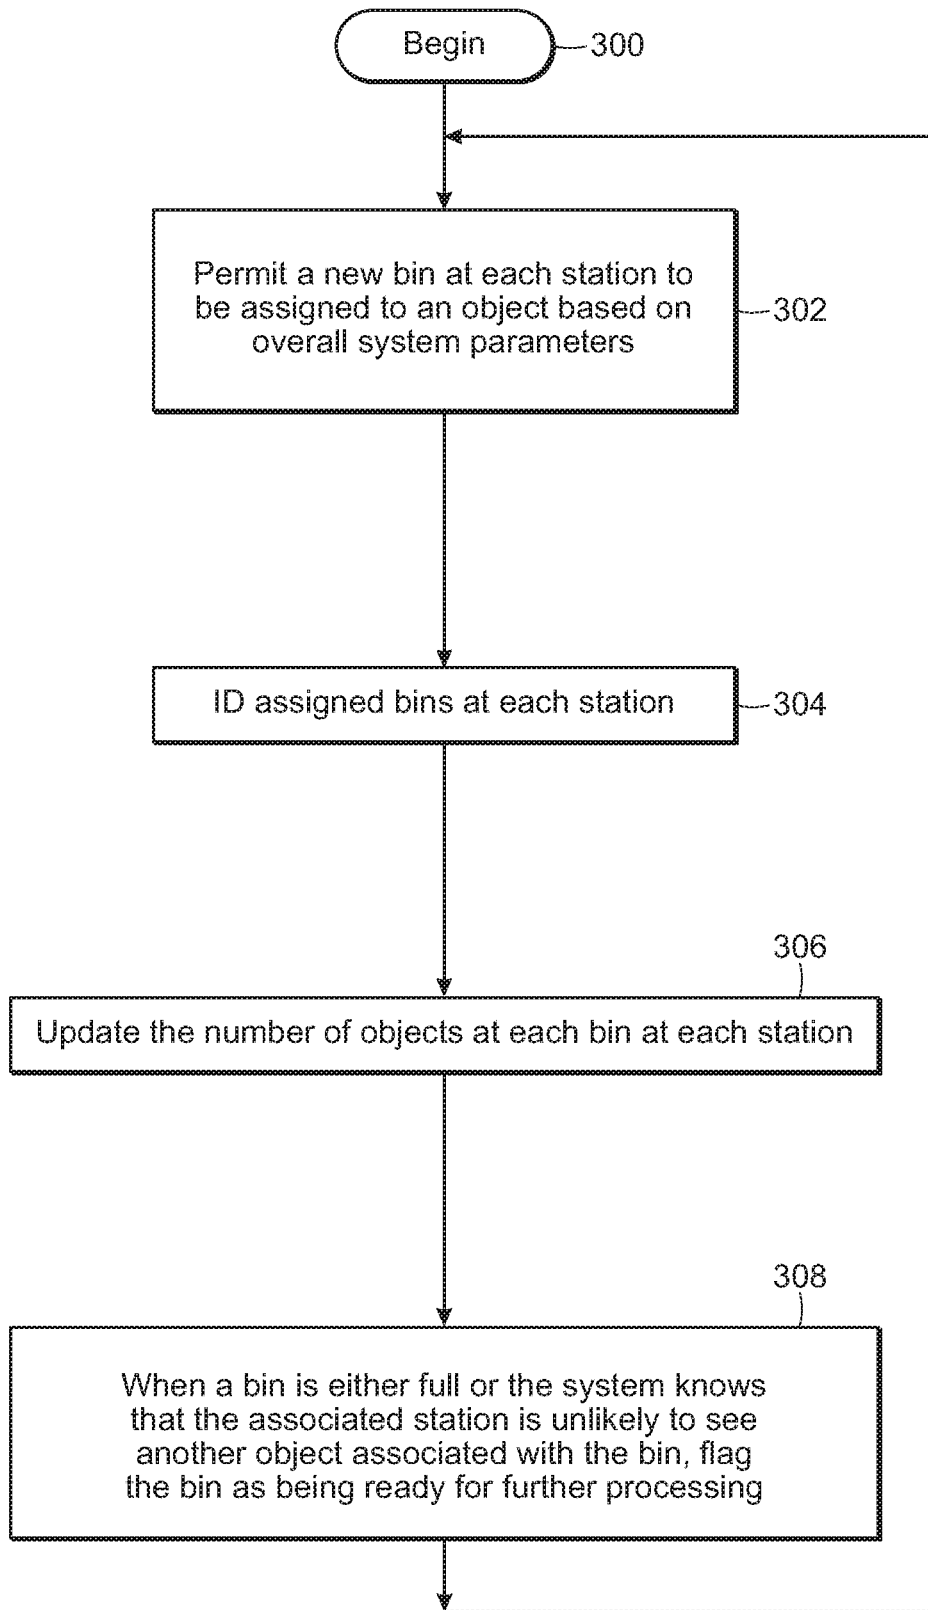 Begin
300
Permit a new bin at each station to
be assigned to an object based on
overall system parameters
302
ID assigned bins at each station
304
306
Update the number of objects at each bin at each station
308
When a bin is either full or the system knows
that the associated station is unlikely to see
another object associated with the bin, flag
the bin as being ready for further processing